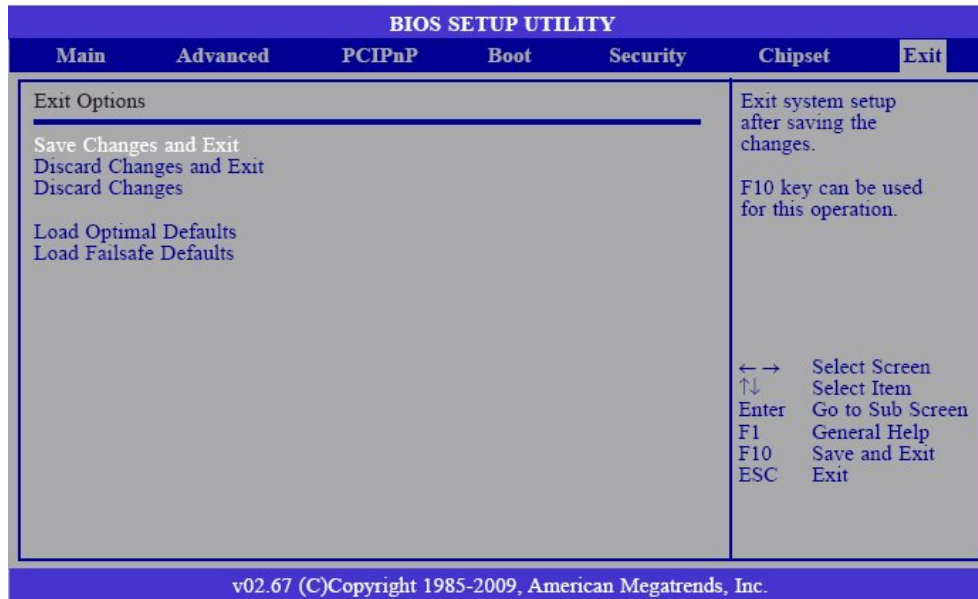 BIOS SETUP UTILITY
Main Advanced PCIPnP Boot Security Chipset Exit
Exit Options
Save Changes and Exit
Discard Changes and Exit
Discard Changes
Load Optimal Defaults
Load Failsafe Defaults
Exit system setup
after saving the
changes.
F10 key can be used
for this operation.
←→ Select Screen
↑↓ Select Item
Enter Go to Sub Screen
F1 General Help
F10 Save and Exit
ESC Exit
v02.67 (C)Copyright 1985-2009, American Megatrends, Inc.